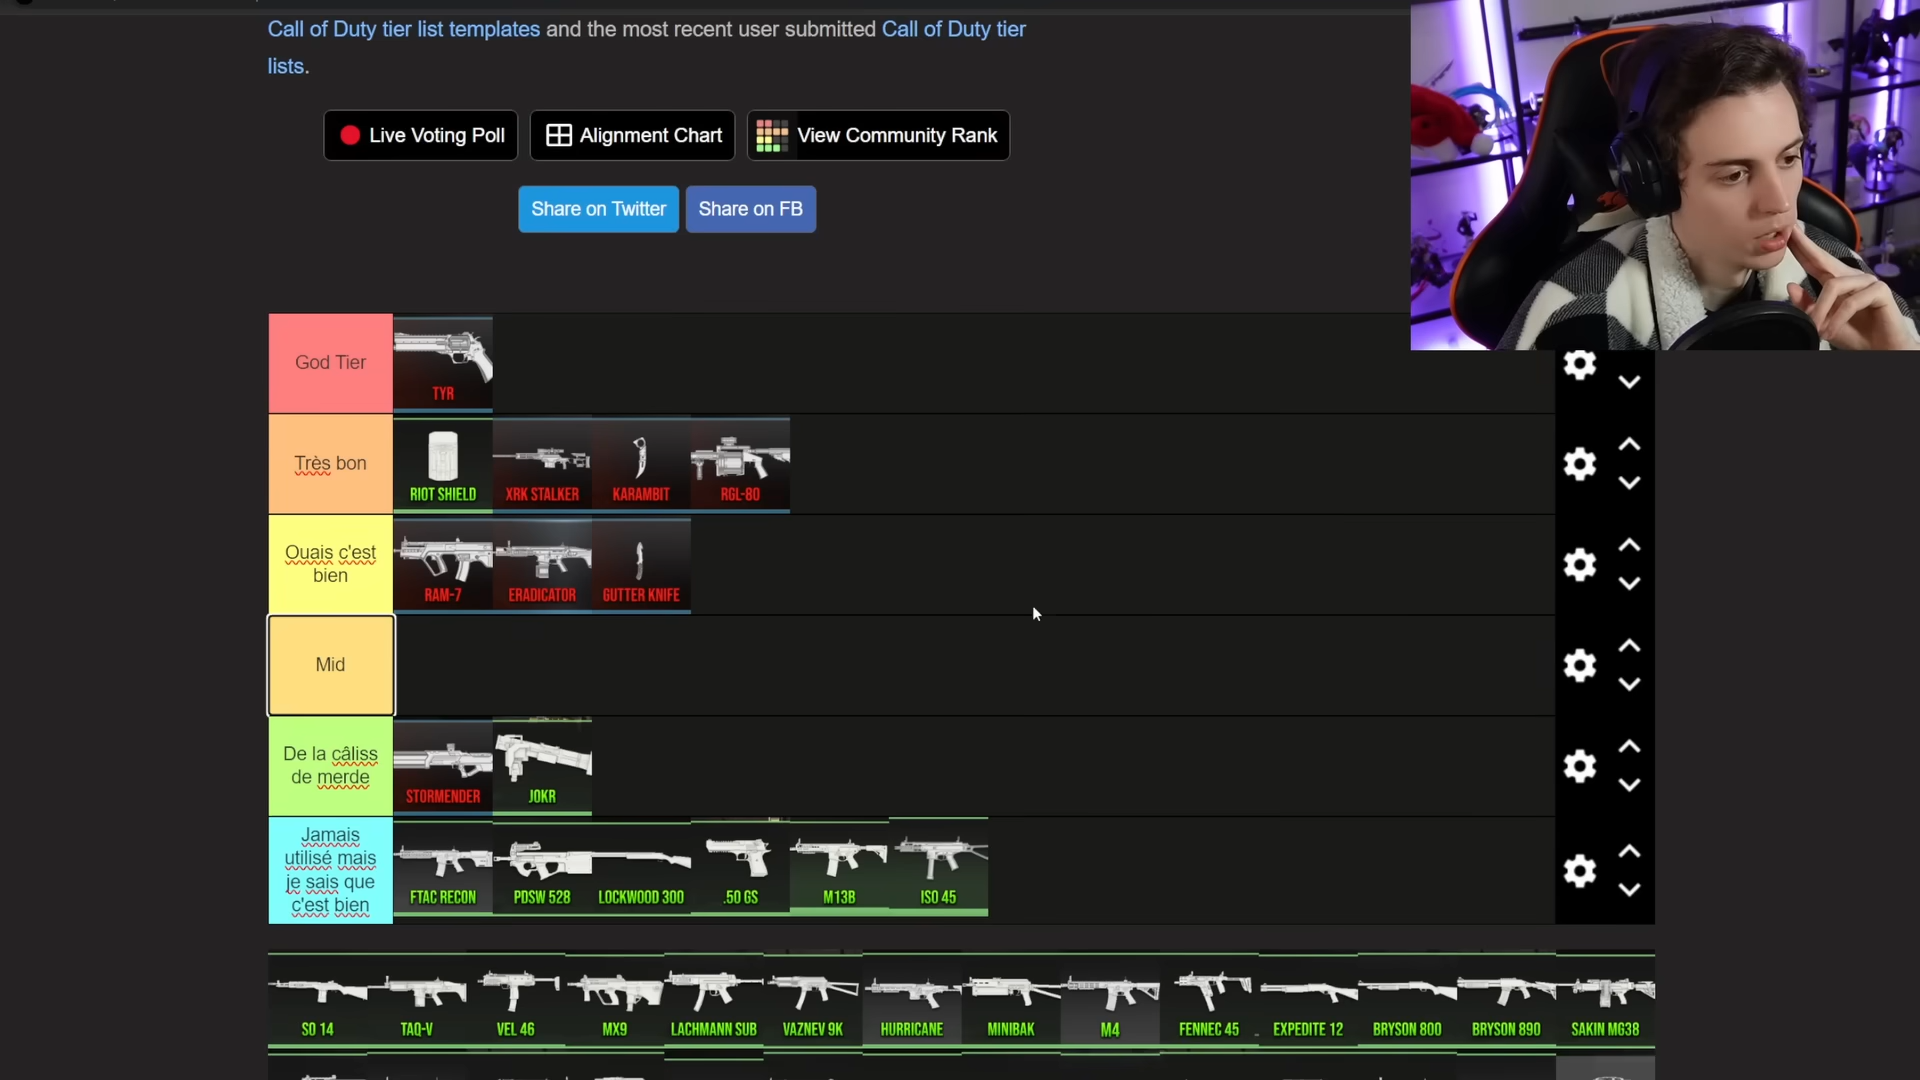 Call of Duty tier list templates and the most recent user submitted Call of Duty tier
lists.
Live Voting Poll
Alignment Chart
View Community Rank
Share on Twitter
Share on FB
God Tier
TYR
Très bon
RIOT SHIELD
XRK STALKER
KARAMBIT
RGL-80
Ouais c'est
bien
RAM-7
ERADICATOR
GUTTER KNIFE
Mid
De la câliss
de merde
STORMENDER
JOKR
Jamais
utilisé mais
je sais que
c'est bien
FTAC RECON
PDSW 528
LOCKWOOD 300
.50 GS
M13B
ISO 45
SO 14
TAQ-V
VEL 46
MX9
LACHMANN SUB
VAZNEV 9K
HURRICANE
MINIBAK
M4
FENNEC 45
EXPEDITE 12
BRYSON 800
BRYSON 890
SAKIN MG38